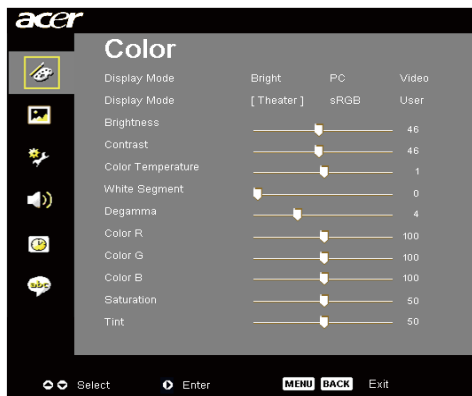 acer
Color
Display Mode Bright PC Video
Display Mode [ Theater ] sRGB User
Brightness 46
Contrast 46
Color Temperature 1
White Segment 0
Degamma 4
Color R 100
Color G 100
Color B 100
Saturation 50
Tint 50
abc
Select Enter MENU BACK Exit